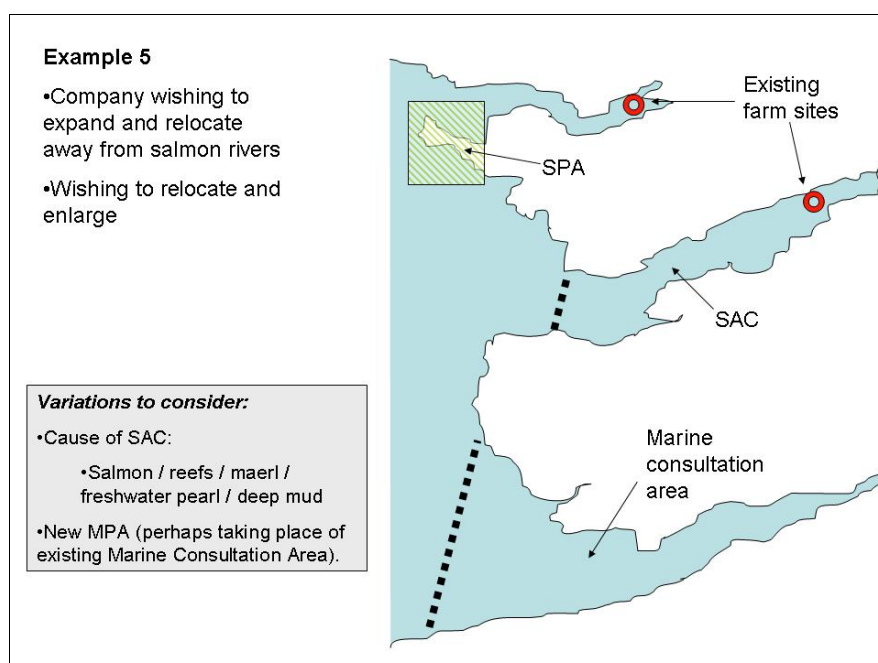 Example 5
•Company wishing to
expand and relocate
away from salmon rivers
•Wishing to relocate and
enlarge
Existing
farm sites
SPA
SAC
Marine
consultation
area
Variations to consider:
•Cause of SAC:
•Salmon / reefs / maerl /
freshwater pearl / deep mud
•New MPA (perhaps taking place of
existing Marine Consultation Area).